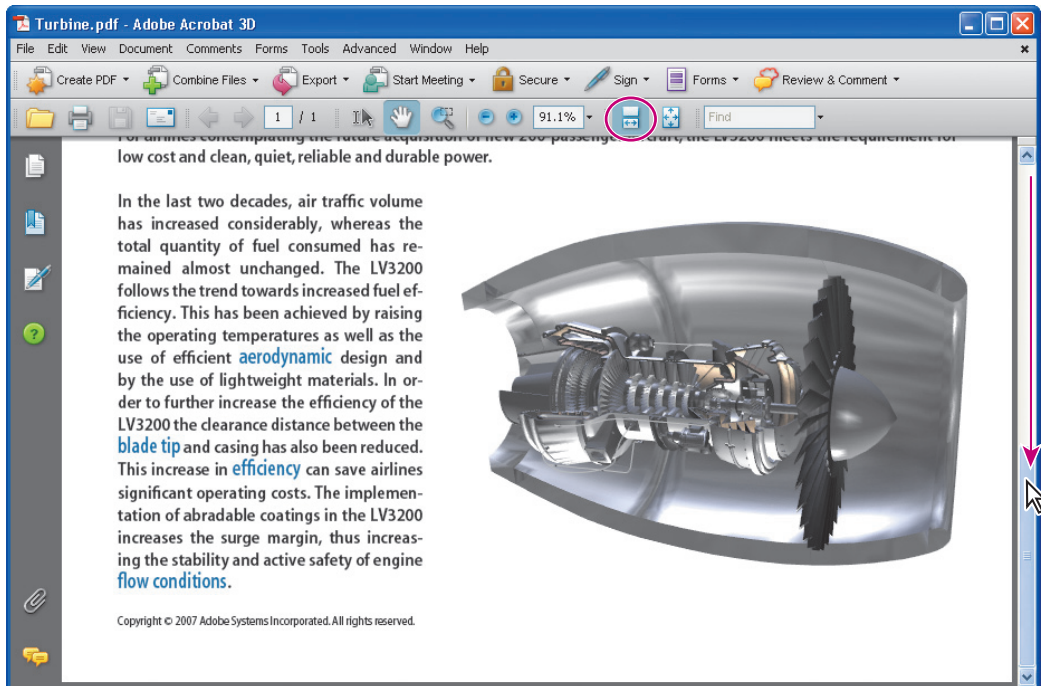 Turbine.pdf - Adobe Acrobat 3D
File Edit View Document Comments Forms Tools Advanced Window Help
Create PDF Combine Files Export Start Meeting Secure Sign Forms Review & Comment
1 / 1 91.1% Find
low cost and clean, quiet, reliable and durable power.
In the last two decades, air traffic volume
has increased considerably, whereas the
total quantity of fuel consumed has re-
mained almost unchanged. The LV3200
follows the trend towards increased fuel ef-
ficiency. This has been achieved by raising
the operating temperatures as well as the
use of efficient aerodynamic design and
by the use of lightweight materials. In or-
der to further increase the efficiency of the
LV3200 the clearance distance between the
blade tip and casing has also been reduced.
This increase in efficiency can save airlines
significant operating costs. The implemen-
tation of abradable coatings in the LV3200
increases the surge margin, thus increas-
ing the stability and active safety of engine
flow conditions.
Copyright © 2007 Adobe Systems Incorporated. All rights reserved.